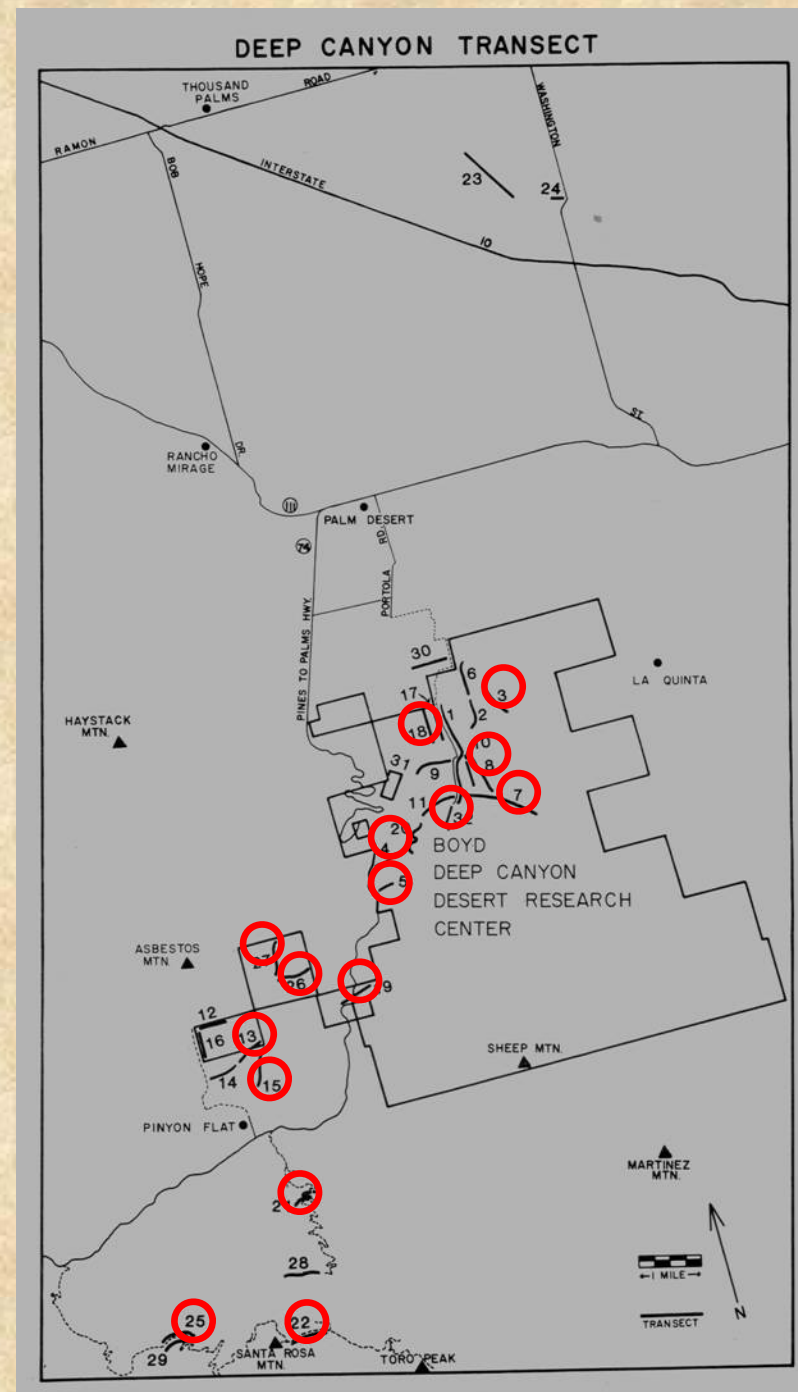 DEEP CANYON TRANSECT
THOUSAND
PALMS
ROAD
RAMON
BOB
INTERSTATE
WASHINGTON
23
24
10
HOPE
ST.
DR.
RANCHO
MIRAGE
111
PALM DESERT
74
RD.
PORTOLA
PINES TO PALMS HWY.
30
6
LA QUINTA
17
3
1
2
18
HAYSTACK
MTN.
10
31
9
8
7
11
32
20
4
BOYD
5
DEEP CANYON
DESERT RESEARCH
CENTER
ASBESTOS
MTN.
27
26
19
12
16
13
SHEEP MTN.
14
15
PINYON FLAT
MARTINEZ
MTN.
21
28
1 MILE
25
22
N
TRANSECT
29
SANTA ROSA
MTN.
TORO PEAK